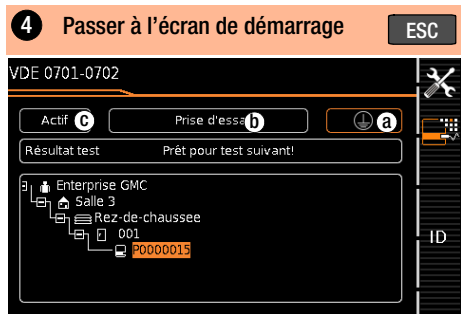 4 Passer à l'écran de démarrage ESC
VDE 0701-0702
Actif c Prise d'essa b a
Résultat test Prêt pour test suivant!
Enterprise GMC
Salle 3
Rez-de-chaussee
001
P0000015
ID